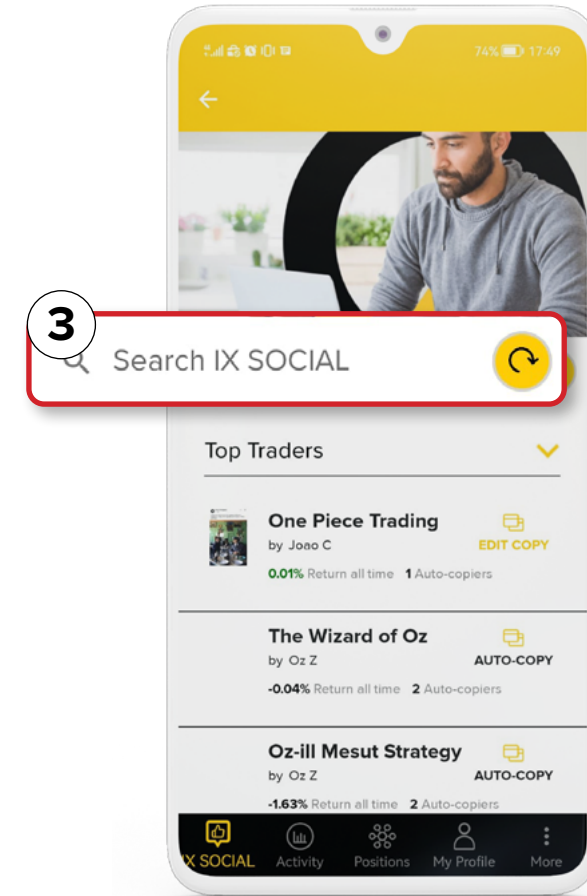 74% 17:49
3
Search IX SOCIAL
Top Traders
One Piece Trading
by Joao C
EDIT COPY
0.01% Return all time 1 Auto-copiers
The Wizard of Oz
by Oz Z
AUTO-COPY
-0.04% Return all time 2 Auto-copiers
Oz-ill Mesut Strategy
by Oz Z
AUTO-COPY
-1.63% Return all time 2 Auto-copiers
IX SOCIAL Activity Positions My Profile More